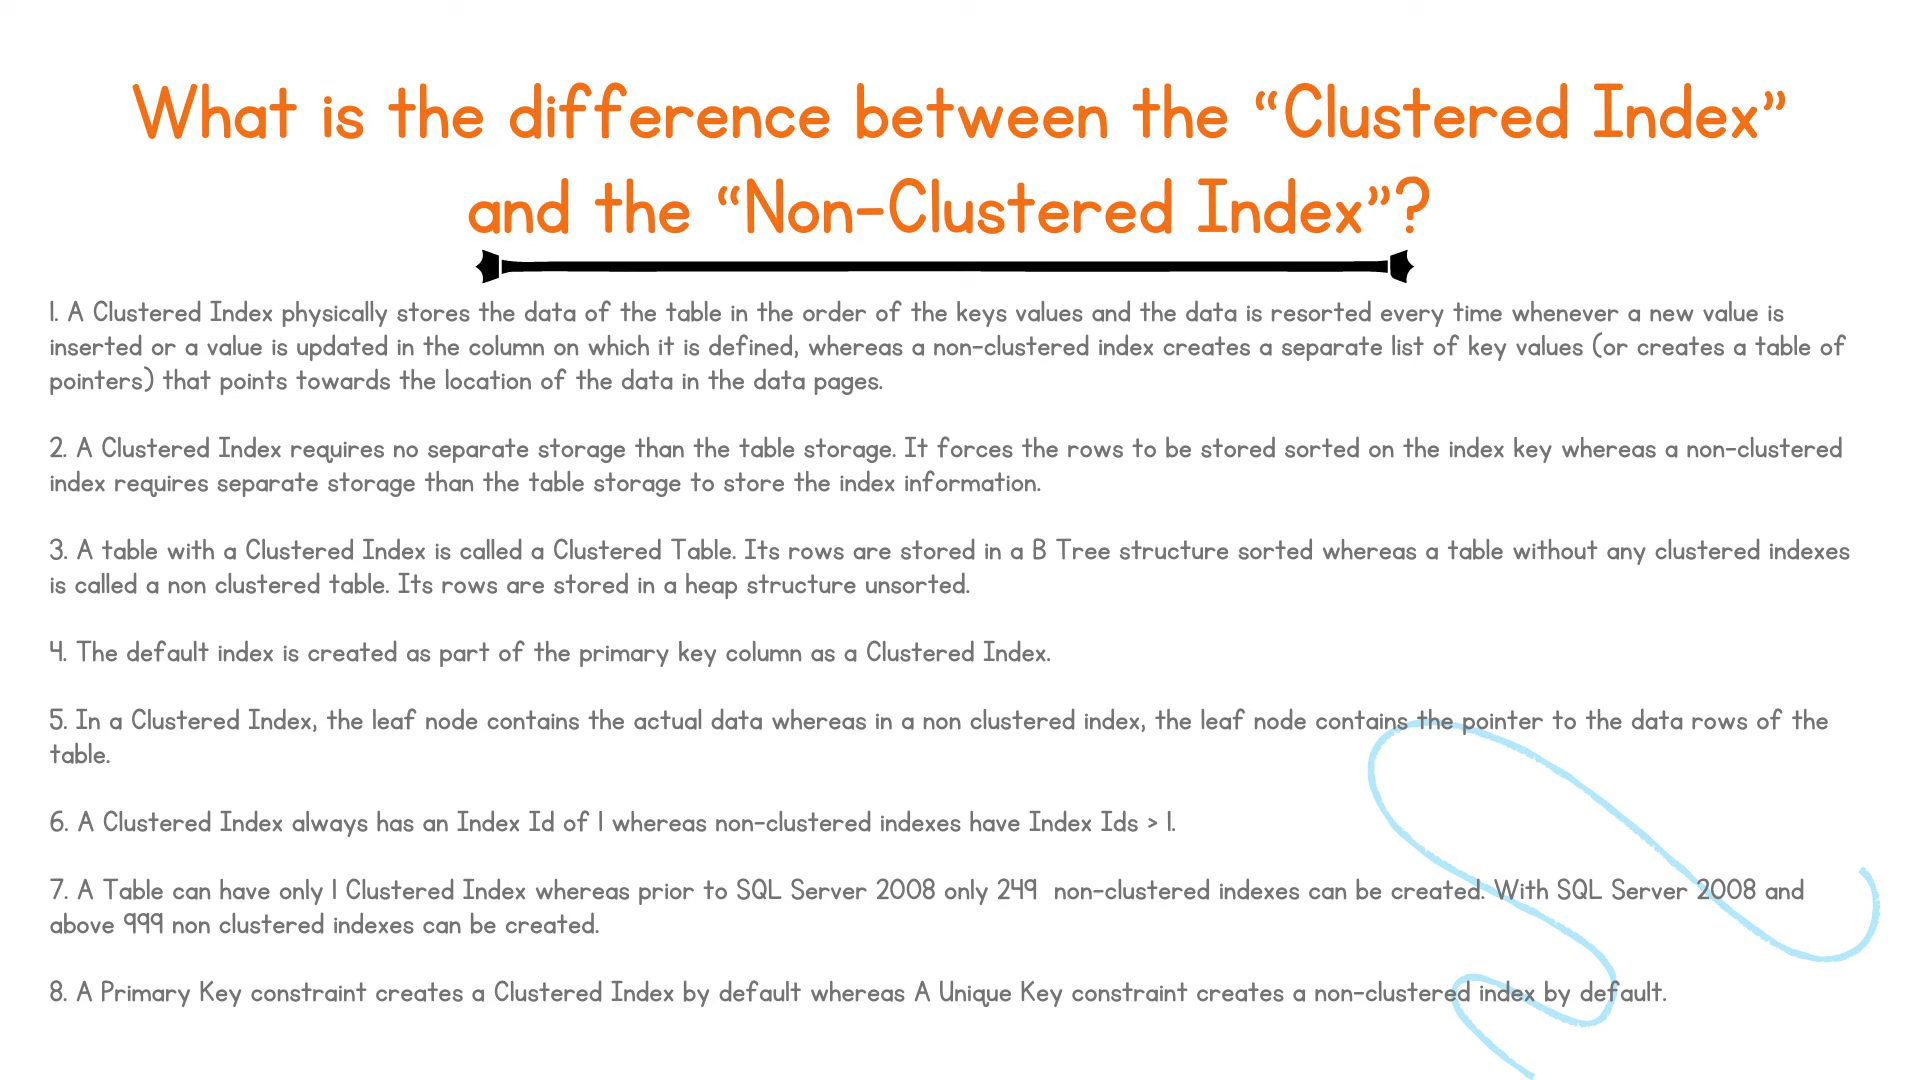 What is the difference between the “Clustered Index”
and the “Non-Clustered Index”?
1. A Clustered Index physically stores the data of the table in the order of the keys values and the data is resorted every time whenever a new value is
inserted or a value is updated in the column on which it is defined, whereas a non-clustered index creates a separate list of key values (or creates a table of
pointers) that points towards the location of the data in the data pages.
2. A Clustered Index requires no separate storage than the table storage. It forces the rows to be stored sorted on the index key whereas a non-clustered
index requires separate storage than the table storage to store the index information.
3. A table with a Clustered Index is called a Clustered Table. Its rows are stored in a B Tree structure sorted whereas a table without any clustered indexes
is called a non clustered table. Its rows are stored in a heap structure unsorted.
4. The default index is created as part of the primary key column as a Clustered Index.
5. In a Clustered Index, the leaf node contains the actual data whereas in a non clustered index, the leaf node contains the pointer to the data rows of the
table.
6. A Clustered Index always has an Index Id of 1 whereas non-clustered indexes have Index Ids > 1.
7. A Table can have only 1 Clustered Index whereas prior to SQL Server 2008 only 249 non-clustered indexes can be created. With SQL Server 2008 and
above 999 non clustered indexes can be created.
8. A Primary Key constraint creates a Clustered Index by default whereas A Unique Key constraint creates a non-clustered index by default.